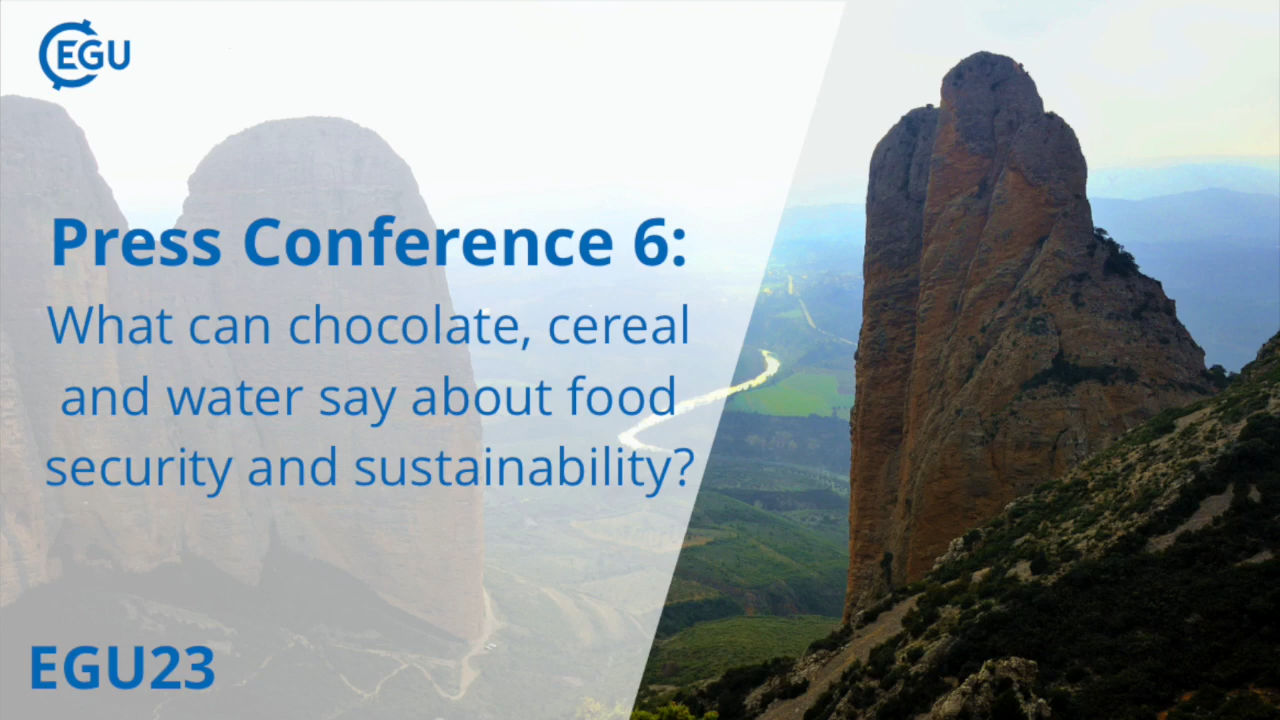 EGU
Press Conference 6:
What can chocolate, cereal
and water say about food
security and sustainability?
EGU23